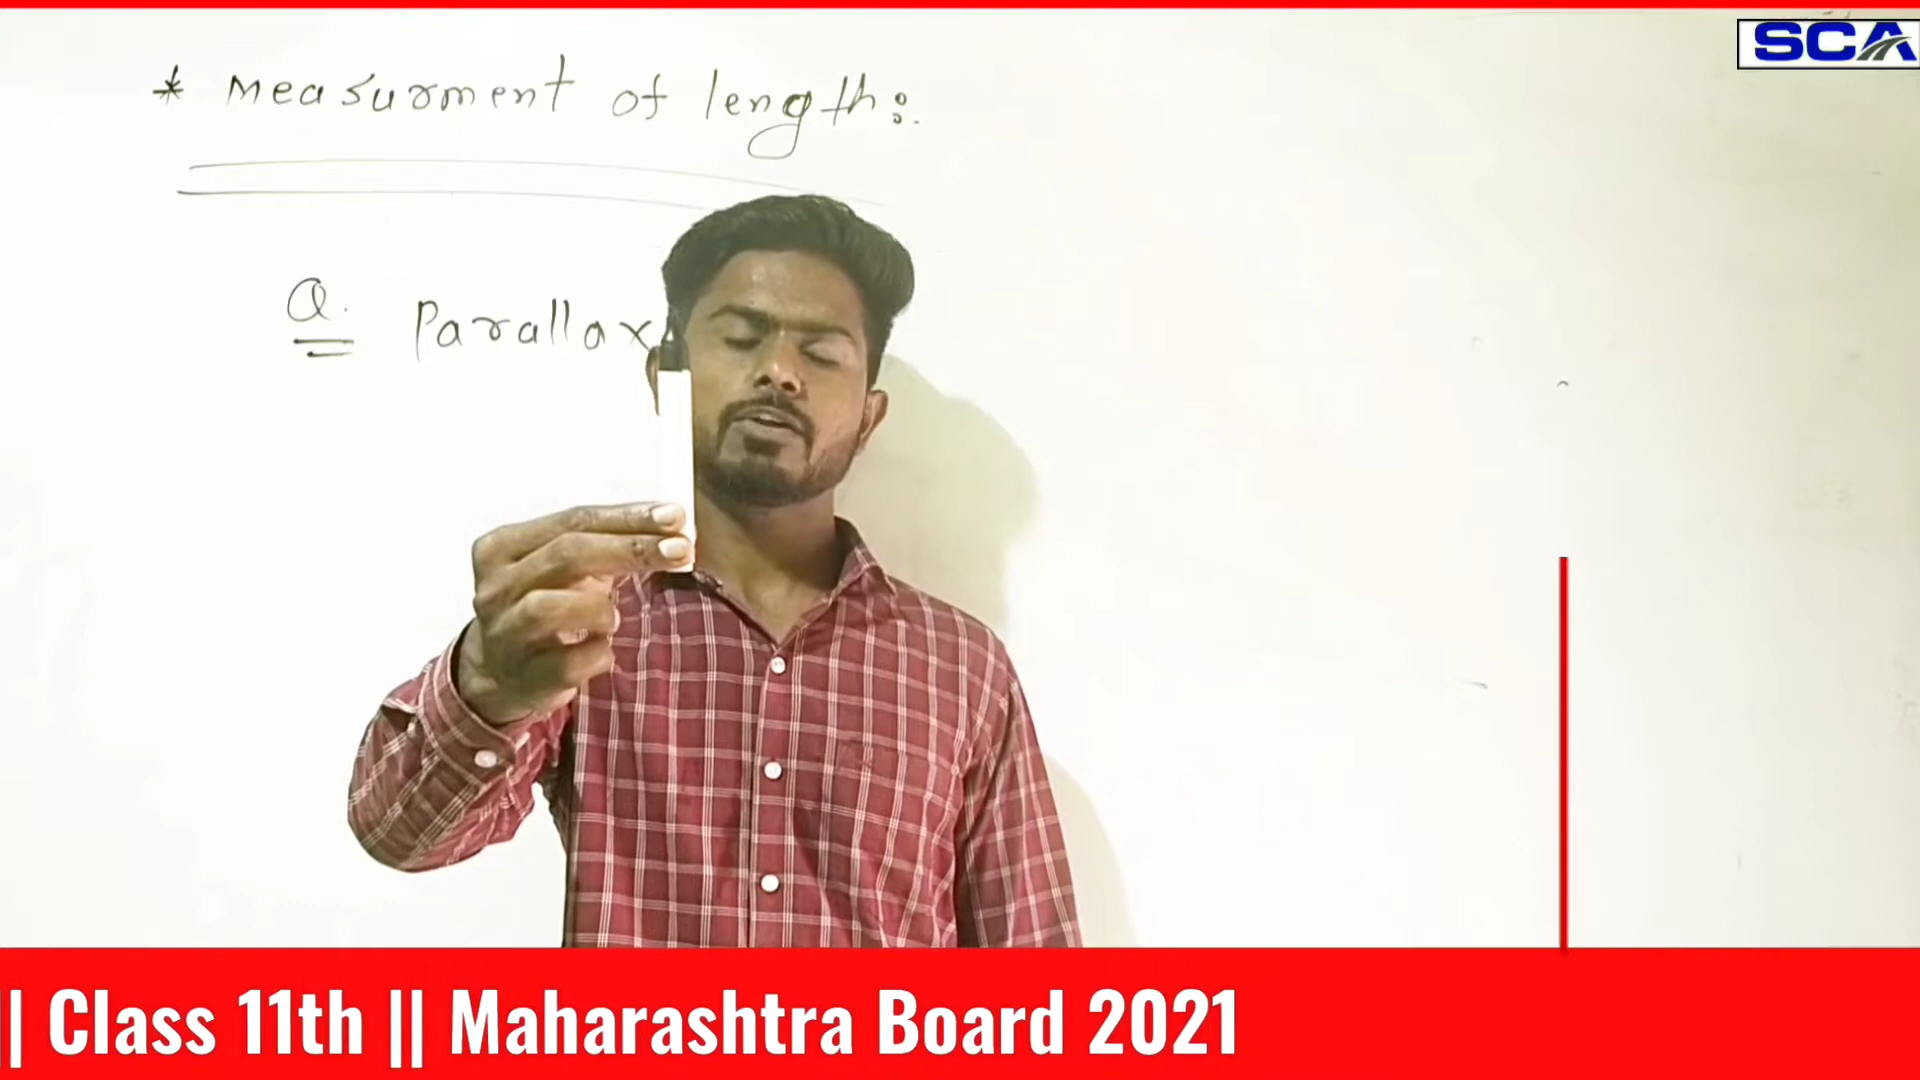 SCA
* measurment of length:
Q. Parallax
|| Class 11th || Maharashtra Board 2021